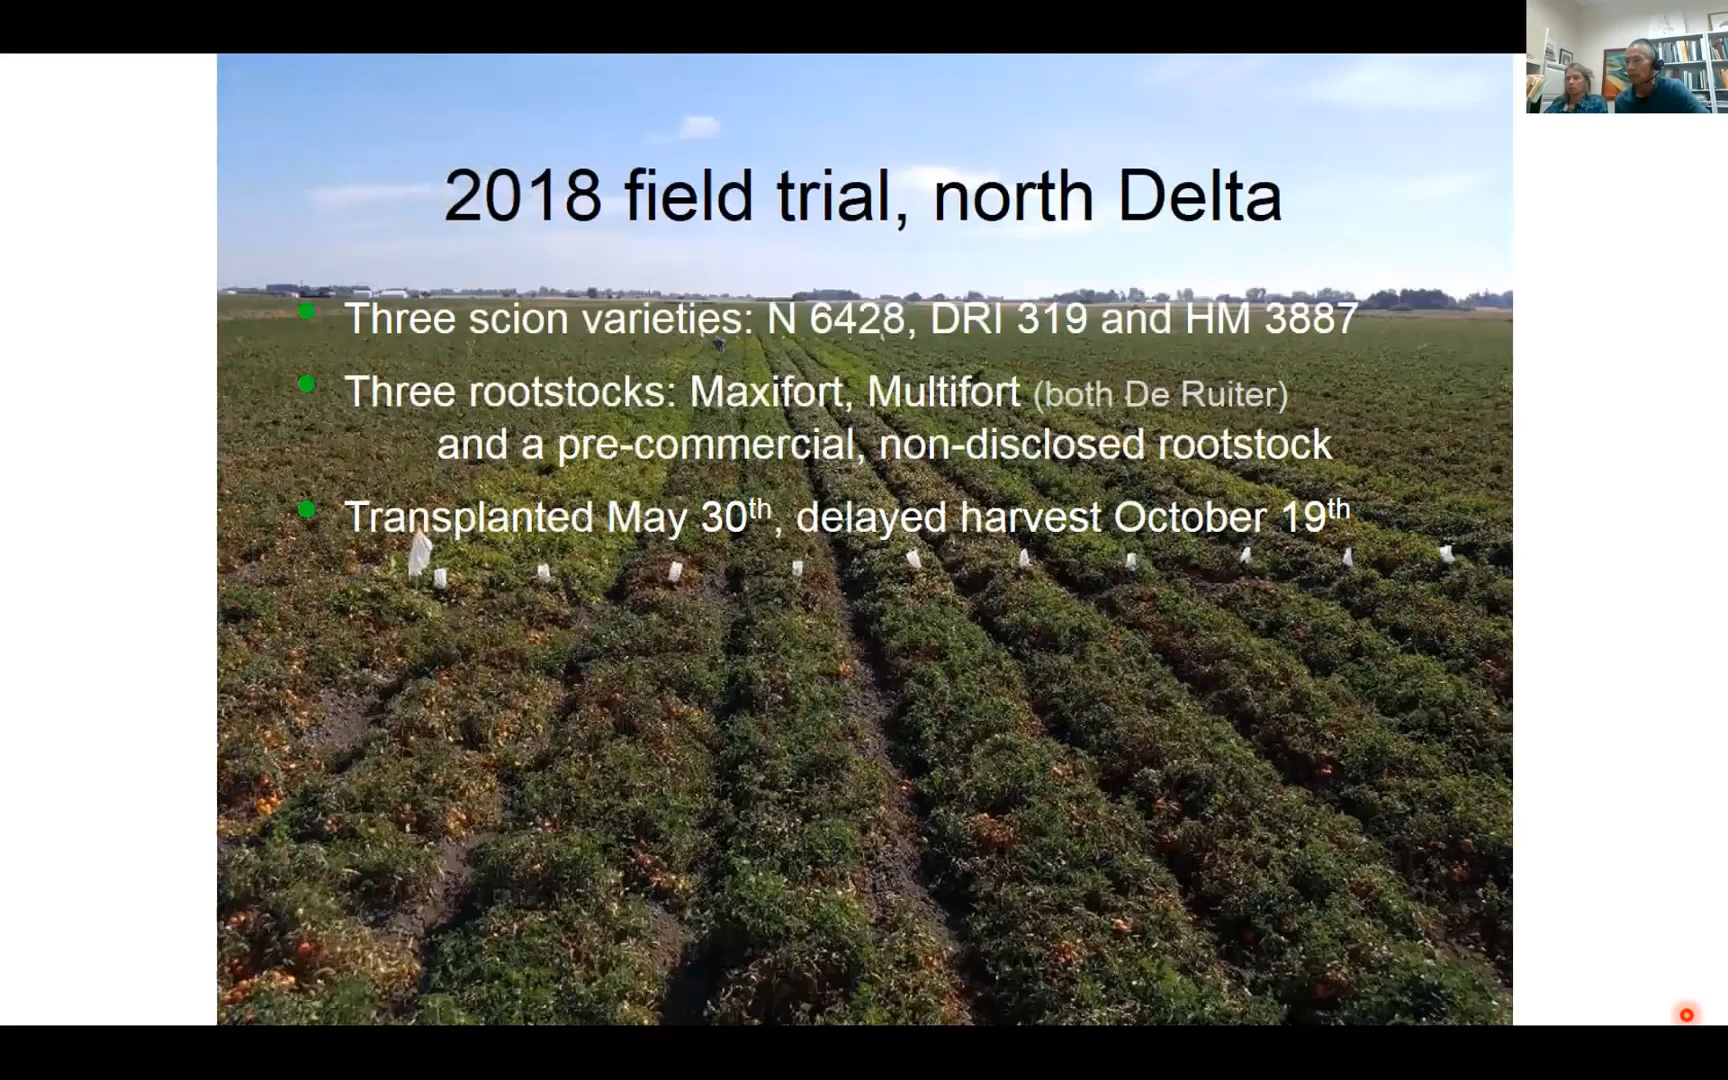 2018 field trial, north Delta
Three scion varieties: N 6428, DRI 319 and HM 3887
Three rootstocks: Maxifort, Multifort (both De Ruiter)
and a pre-commercial, non-disclosed rootstock
Transplanted May 30th, delayed harvest October 19th